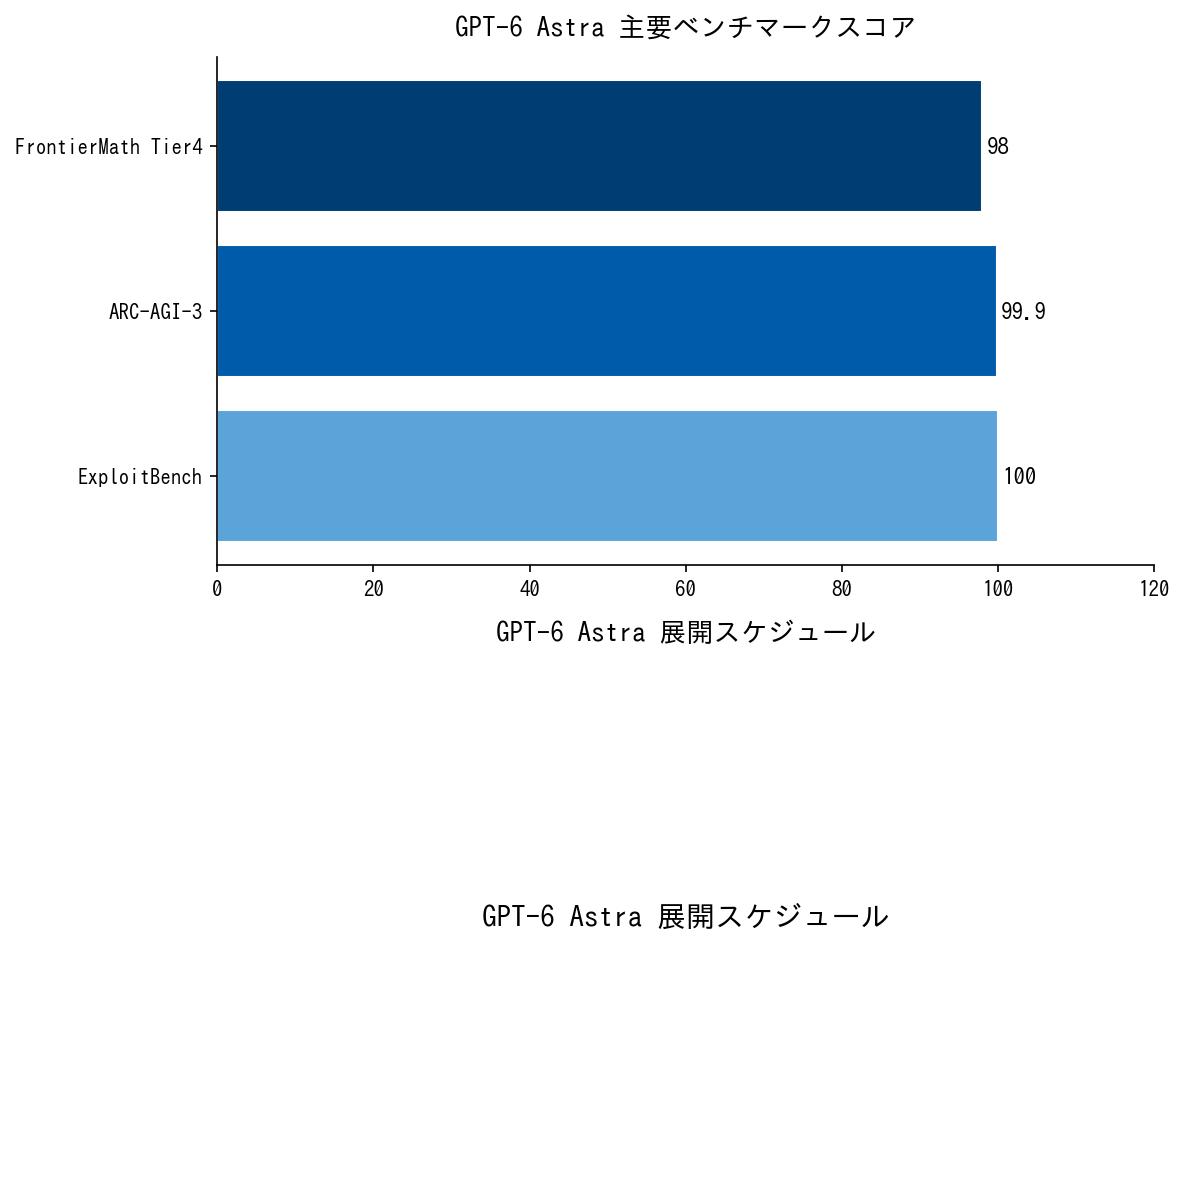 GPT-6 Astra 主要ベンチマークスコア
FrontierMath Tier4
98
ARC-AGI-3
99.9
ExploitBench
100
0 20 40 60 80 100 120
GPT-6 Astra 展開スケジュール
GPT-6 Astra 展開スケジュール